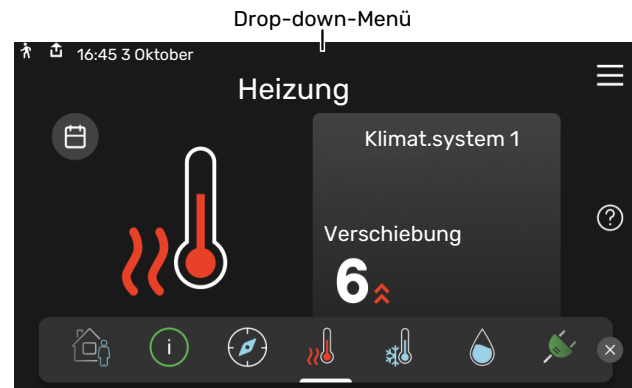 Drop-down-Menü
16:45 3 Oktober
Heizung
Klimat.system 1
Verschiebung
6
i
?